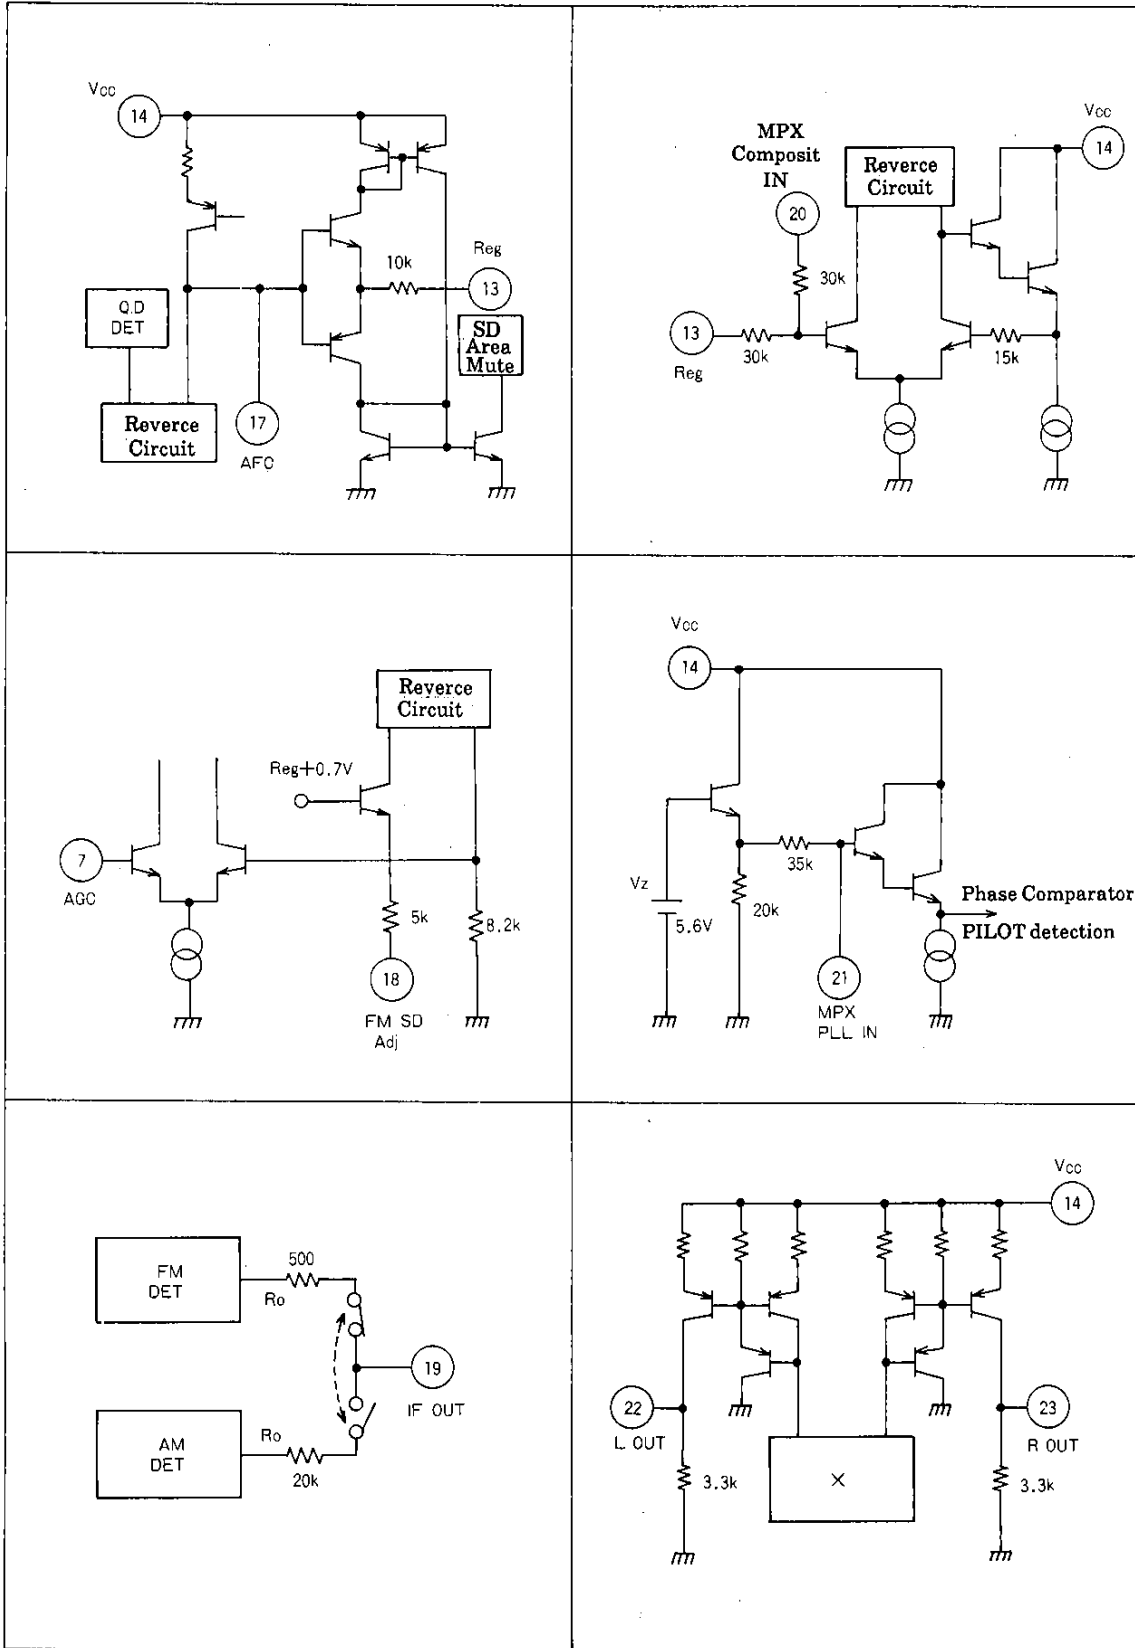 Vcc
14
Reg
10k
13
Q.D
DET
SD
Area
Mute
Reverce
Circuit
17
AFC
MPX
Composit
IN
20
Reverce
Circuit
Vcc
14
30k
13
30k
15k
Reg
Reverce
Circuit
Reg+0.7V
7
AGC
5k
8.2k
18
FM SD
Adj
Vcc
14
35k
Vz
20k
5.6V
Phase Comparator
PILOT detection
21
MPX
PLL IN
FM
DET
500
Ro
19
IF OUT
AM
DET
Ro
20k
Vcc
14
22
23
L OUT
R OUT
3.3k
×
3.3k